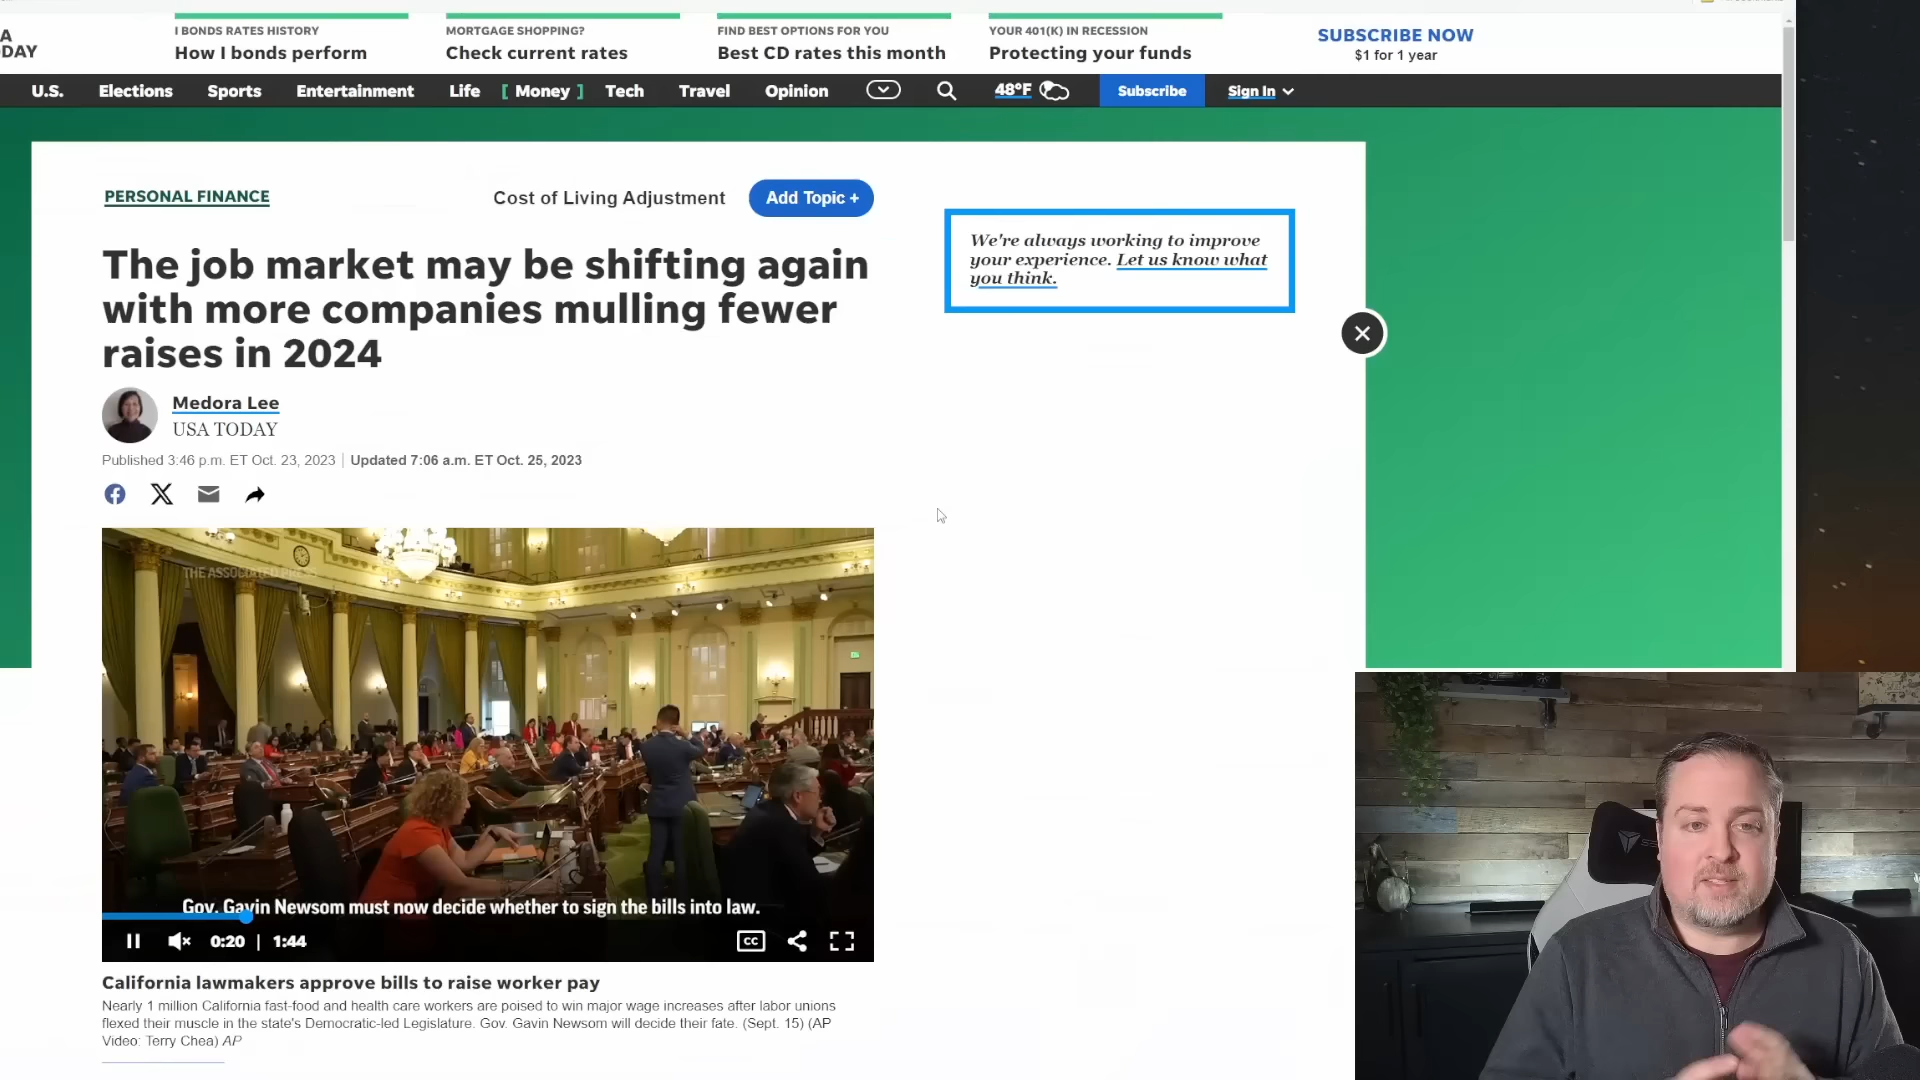 A
DAY
I BONDS RATES HISTORY
How I bonds perform
MORTGAGE SHOPPING?
Check current rates
FIND BEST OPTIONS FOR YOU
Best CD rates this month
YOUR 401(K) IN RECESSION
Protecting your funds
SUBSCRIBE NOW
$1 for 1 year
U.S. Elections Sports Entertainment Life [ Money ] Tech Travel Opinion 48°F Subscribe Sign In
PERSONAL FINANCE
Cost of Living Adjustment
Add Topic +
The job market may be shifting again
with more companies mulling fewer
raises in 2024
Medora Lee
USA TODAY
Published 3:46 p.m. ET Oct. 23, 2023 | Updated 7:06 a.m. ET Oct. 25, 2023
We're always working to improve
your experience. Let us know what
you think.
THE ASSOCIATED PRESS
Gov. Gavin Newsom must now decide whether to sign the bills into law.
0:20 | 1:44
CC
California lawmakers approve bills to raise worker pay
Nearly 1 million California fast-food and health care workers are poised to win major wage increases after labor unions
flexed their muscle in the state's Democratic-led Legislature. Gov. Gavin Newsom will decide their fate. (Sept. 15) (AP
Video: Terry Chea) AP